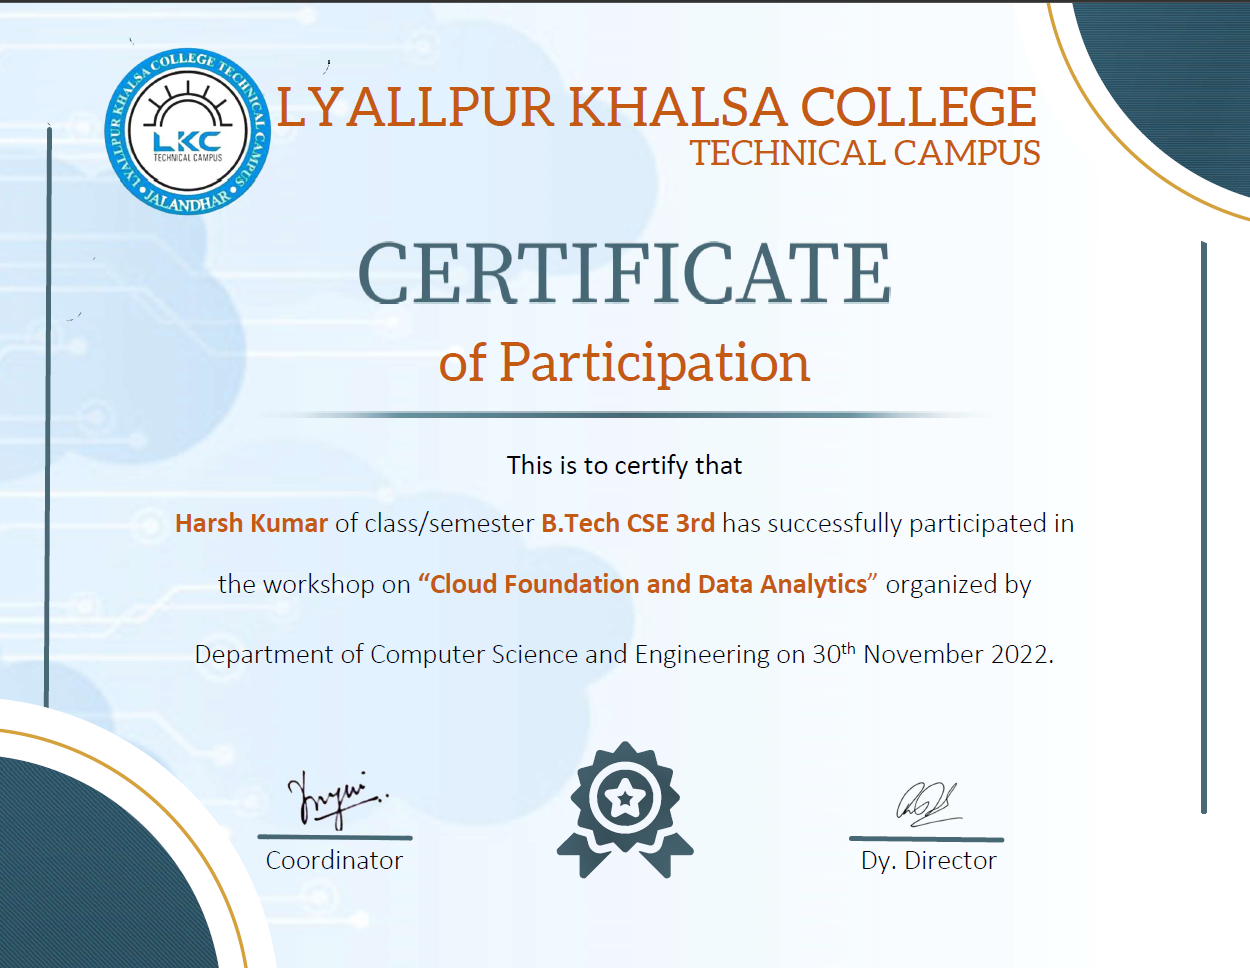 LYALLPUR KHALSA COLLEGE TECHNICAL CAMPUS
LKC
TECHNICAL CAMPUS
• JALANDHAR •
LYALLPUR KHALSA COLLEGE
TECHNICAL CAMPUS
CERTIFICATE
of Participation
This is to certify that
Harsh Kumar of class/semester B.Tech CSE 3rd has successfully participated in
the workshop on “Cloud Foundation and Data Analytics” organized by
Department of Computer Science and Engineering on 30th November 2022.
Coordinator
Dy. Director